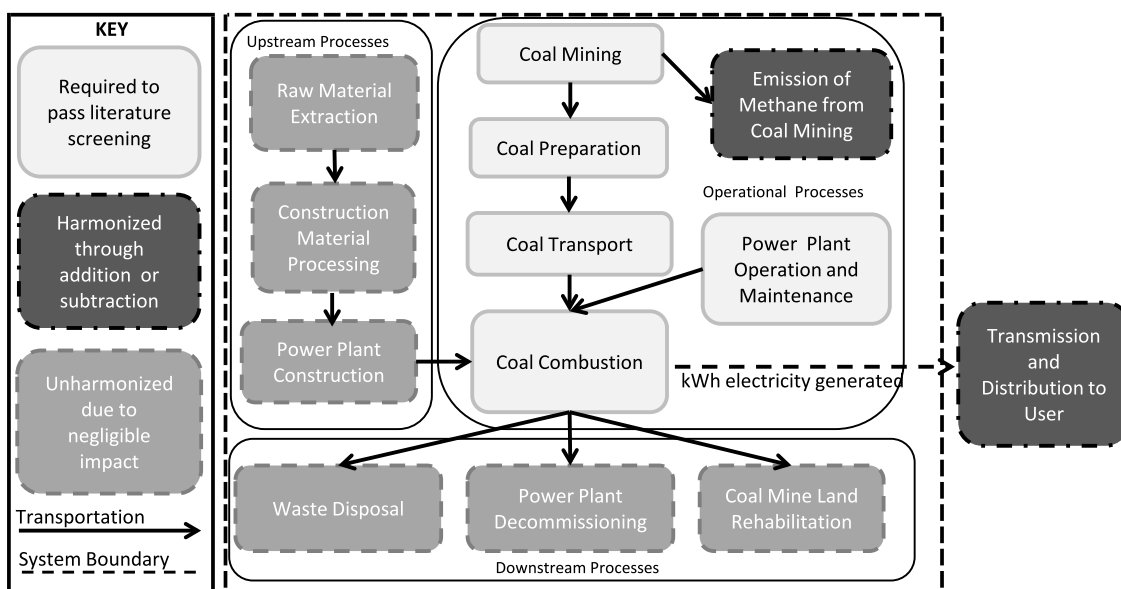 KEY
Required to
pass literature
screening
Harmonized
through
addition or
subtraction
Unharmonized
due to
negligible
impact
Transportation
System Boundary
Upstream Processes
Raw Material
Extraction
Construction
Material
Processing
Power Plant
Construction
Coal Mining
Emission of
Methane from
Coal Mining
Coal Preparation
Operational Processes
Coal Transport
Power Plant
Operation and
Maintenance
Coal Combustion
kWh electricity generated
Transmission
and
Distribution to
User
Waste Disposal
Power Plant
Decommissioning
Coal Mine Land
Rehabilitation
Downstream Processes